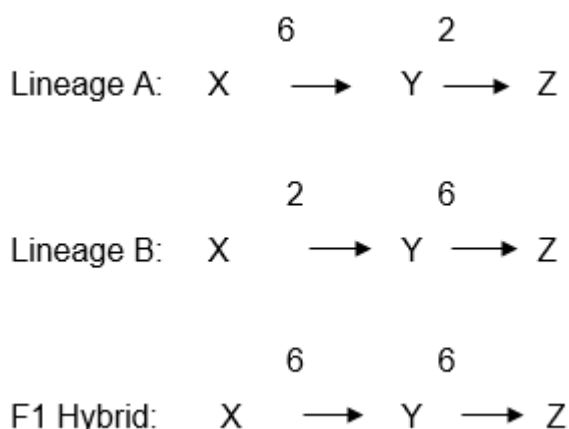 6 2
Lineage A: X → Y → Z
2 6
Lineage B: X → Y → Z
6 6
F1 Hybrid: X → Y → Z